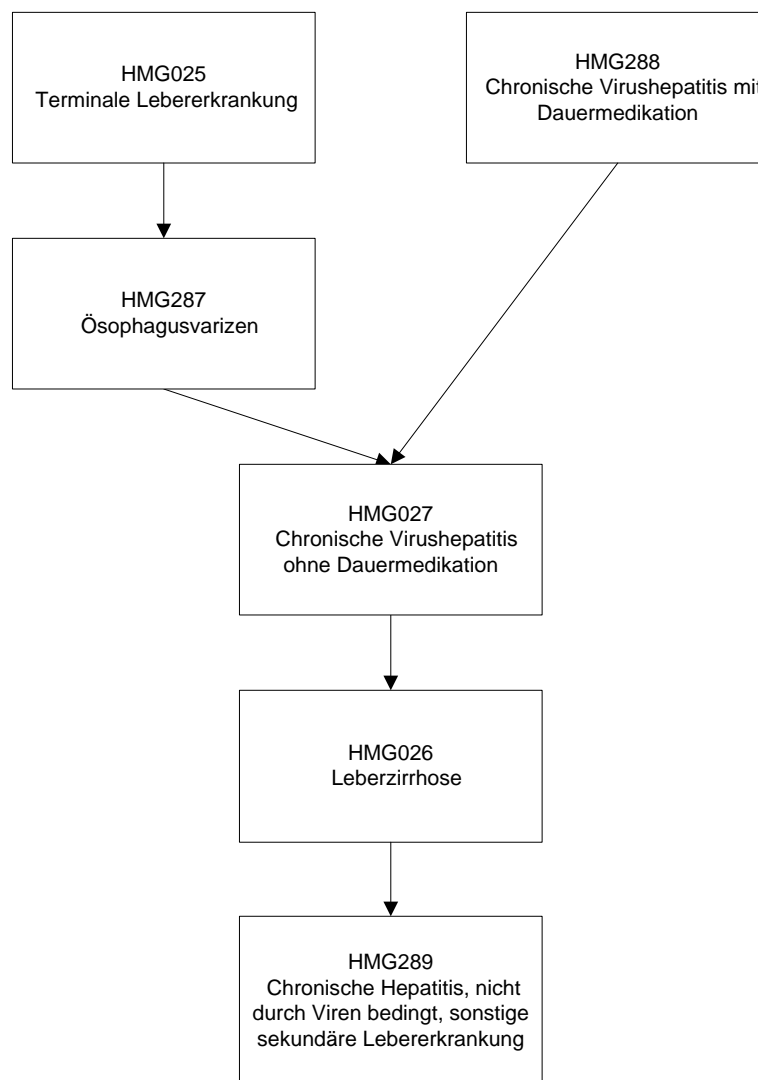 HMG025
Terminale Lebererkrankung
HMG288
Chronische Virushepatitis mit
Dauermedikation
HMG287
Ösophagusvarizen
HMG027
Chronische Virushepatitis
ohne Dauermedikation
HMG026
Leberzirrhose
HMG289
Chronische Hepatitis, nicht
durch Viren bedingt, sonstige
sekundäre Lebererkrankung